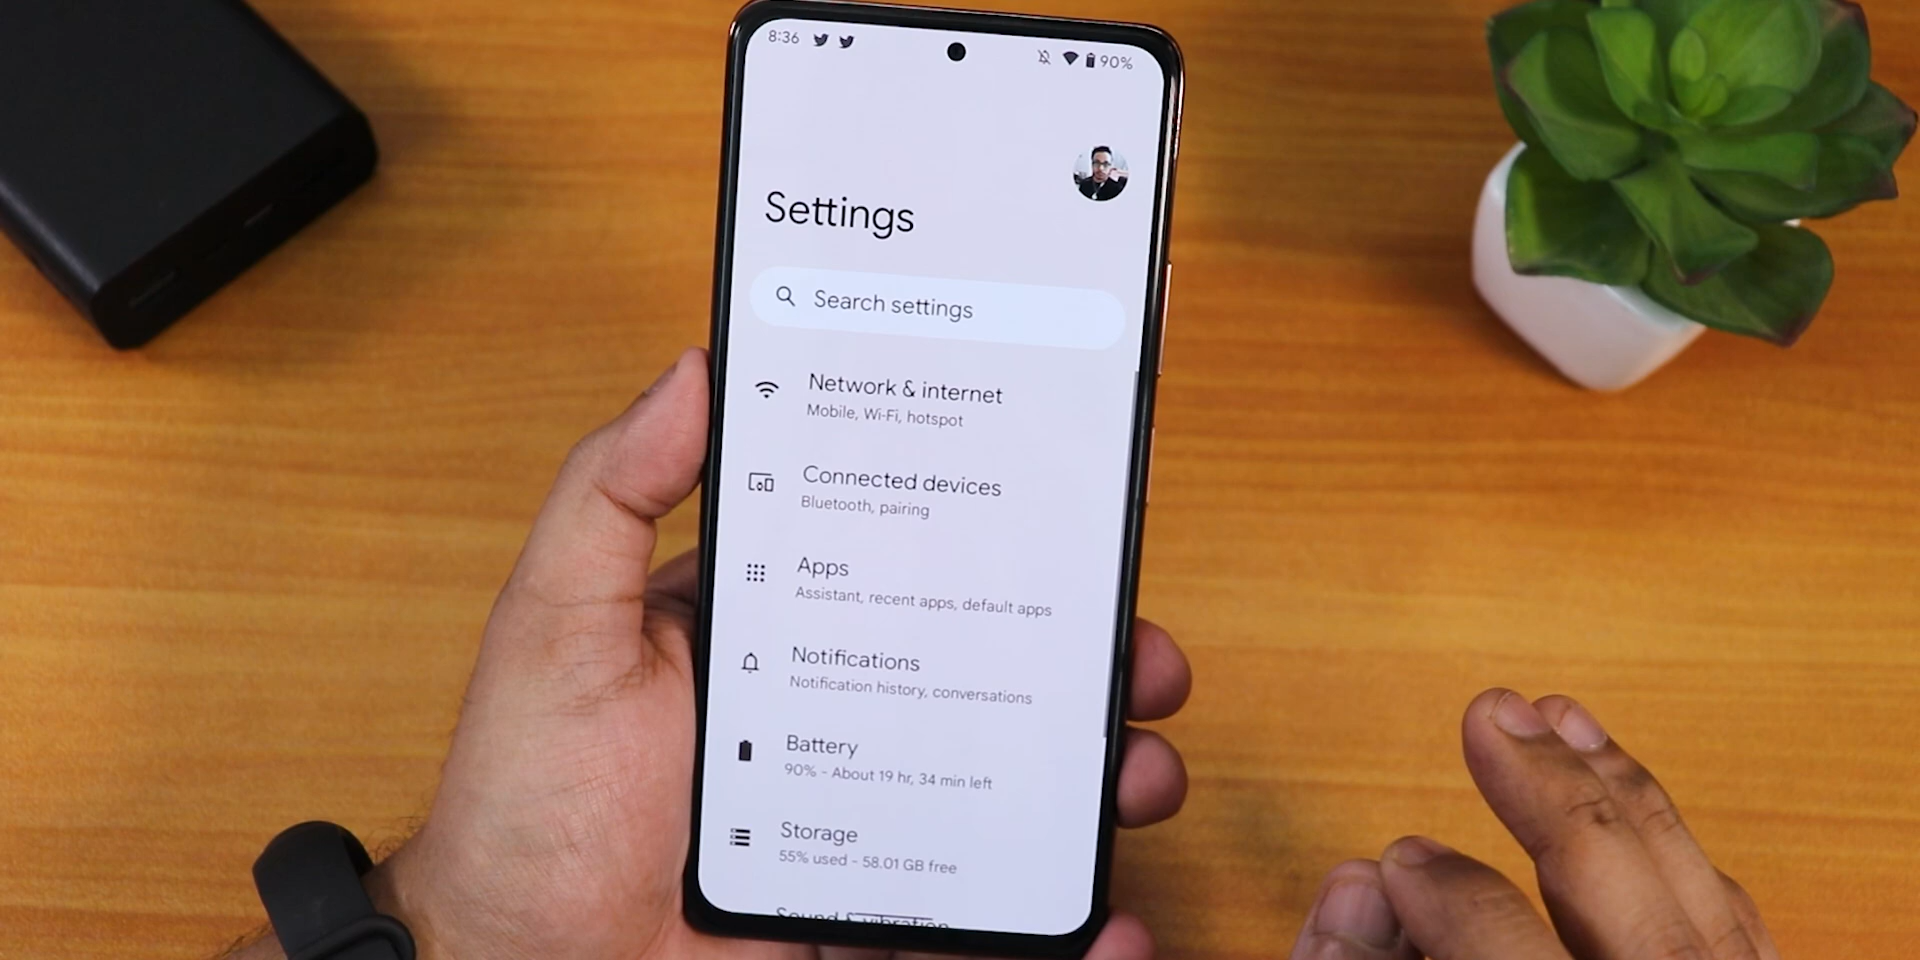 8:36
90%
Settings
Search settings
Network & internet
Mobile, Wi-Fi, hotspot
Connected devices
Bluetooth, pairing
Apps
Assistant, recent apps, default apps
Notifications
Notification history, conversations
Battery
90% - About 19 hr, 34 min left
Storage
55% used - 58.01 GB free
Sound & vibration